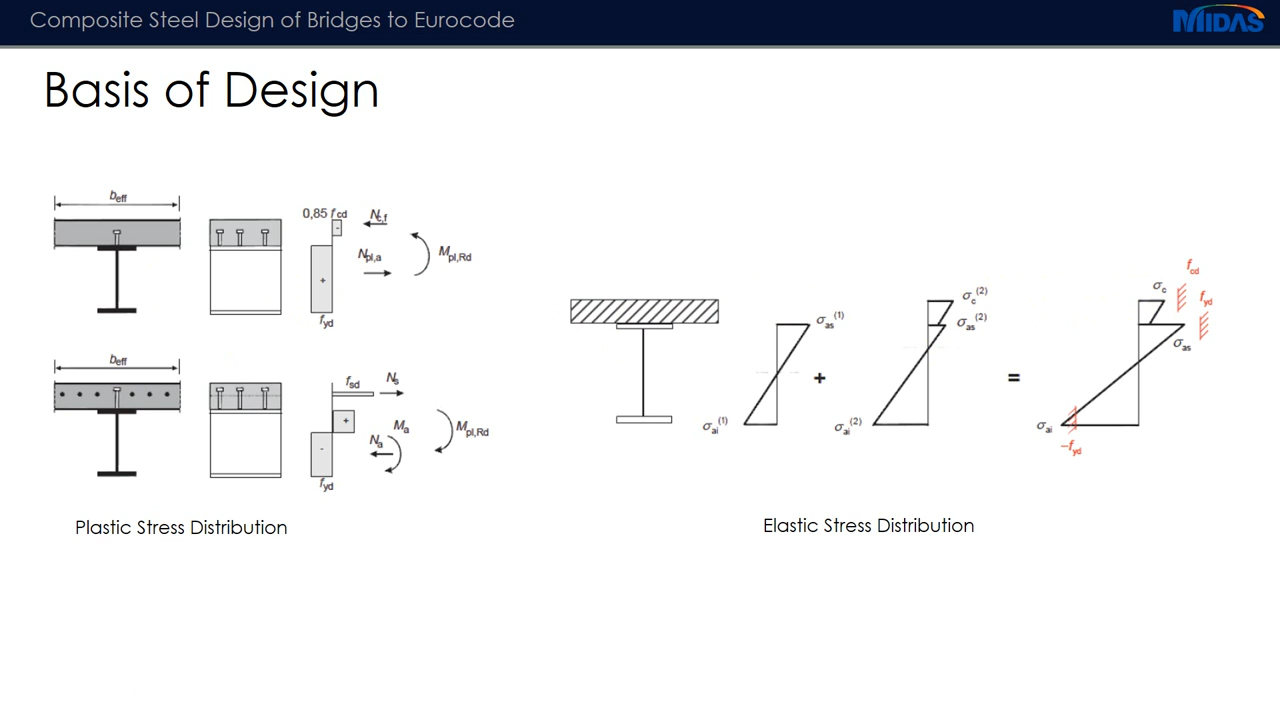 Composite Steel Design of Bridges to Eurocode
MIDAS
Basis of Design
beff
0,85 fcd
Nc,f
Npl,a
Mpl,Rd
fyd
beff
fsd
Ns
Ma
Na
Mpl,Rd
fyd
Plastic Stress Distribution
σas(1)
σai(1)
+
σc(2)
σas(2)
σai(2)
=
fcd
σc
fyd
σas
σai
−fyd
Elastic Stress Distribution